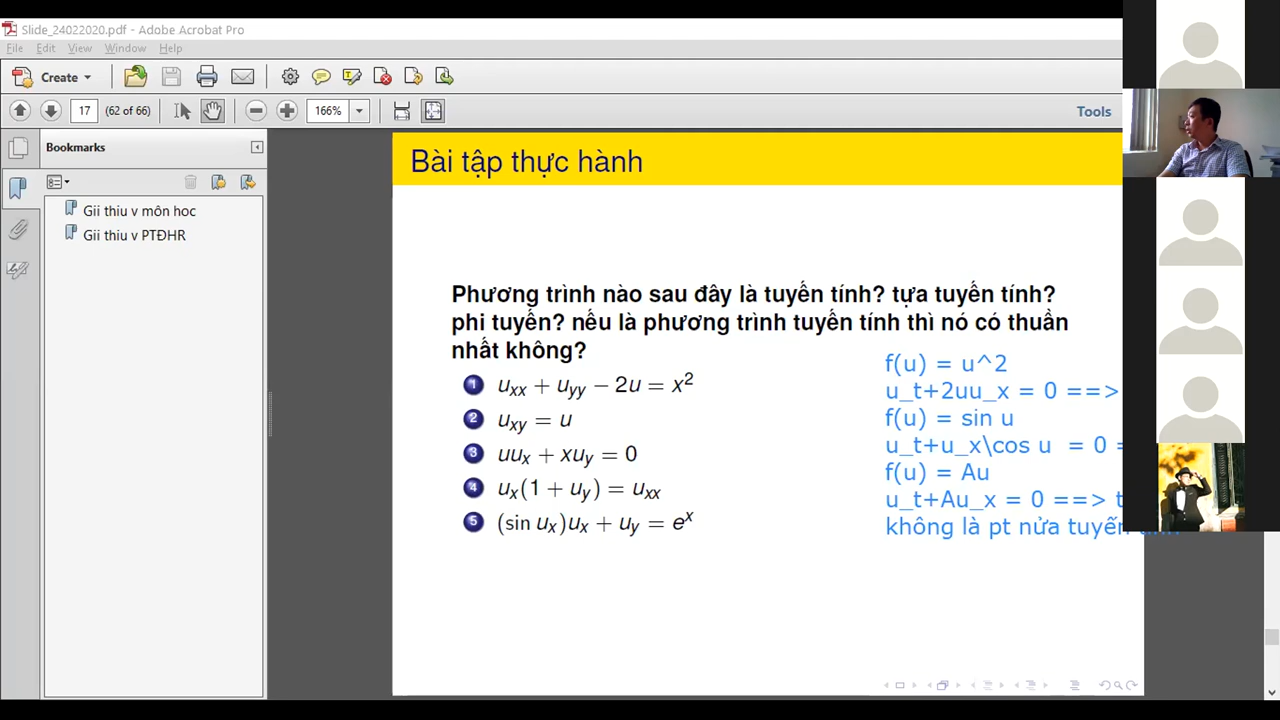 Slide_24022020.pdf - Adobe Acrobat Pro
File Edit View Window Help
Create
17 (62 of 66) 166% Tools
Bookmarks
Gii thiu v môn hoc
Gii thiu v PTĐHR
Bài tập thực hành
Phương trình nào sau đây là tuyến tính? tựa tuyến tính?
phi tuyến? nếu là phương trình tuyến tính thì nó có thuần
nhất không?
1 u_xx + u_yy − 2u = x²
2 u_xy = u
3 uu_x + xu_y = 0
4 u_x(1 + u_y) = u_xx
5 (sin u_x)u_x + u_y = e^x
f(u) = u^2
u_t+2uu_x = 0 ==>
f(u) = sin u
u_t+u_x\cos u = 0 =
f(u) = Au
u_t+Au_x = 0 ==> t
không là pt nửa tuyến tính